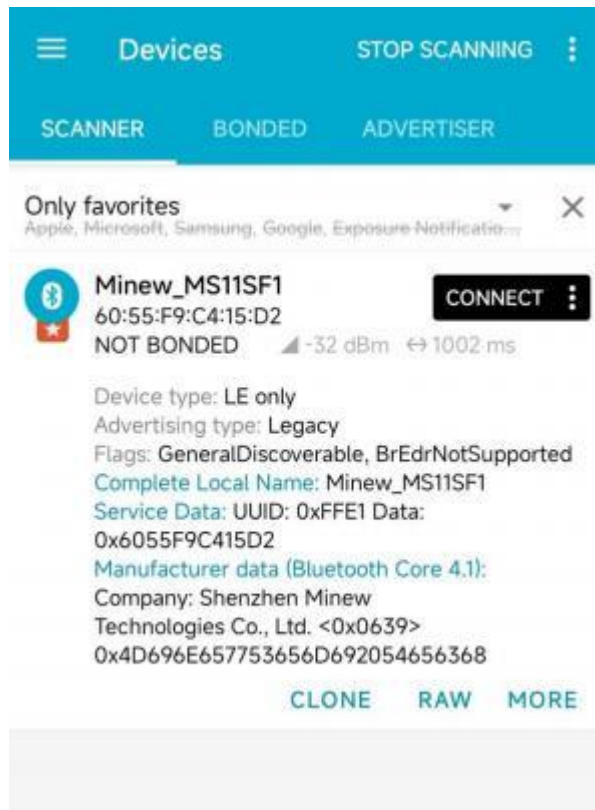 Devices STOP SCANNING
SCANNER BONDED ADVERTISER
Only favorites
Apple, Microsoft, Samsung, Google, Exposure Notificatio...
Minew_MS11SF1
CONNECT
60:55:F9:C4:15:D2
NOT BONDED -32 dBm 1002 ms
Device type: LE only
Advertising type: Legacy
Flags: GeneralDiscoverable, BrEdrNotSupported
Complete Local Name: Minew_MS11SF1
Service Data: UUID: 0xFFE1 Data:
0x6055F9C415D2
Manufacturer data (Bluetooth Core 4.1):
Company: Shenzhen Minew
Technologies Co., Ltd. <0x0639>
0x4D696E657753656D692054656368
CLONE RAW MORE